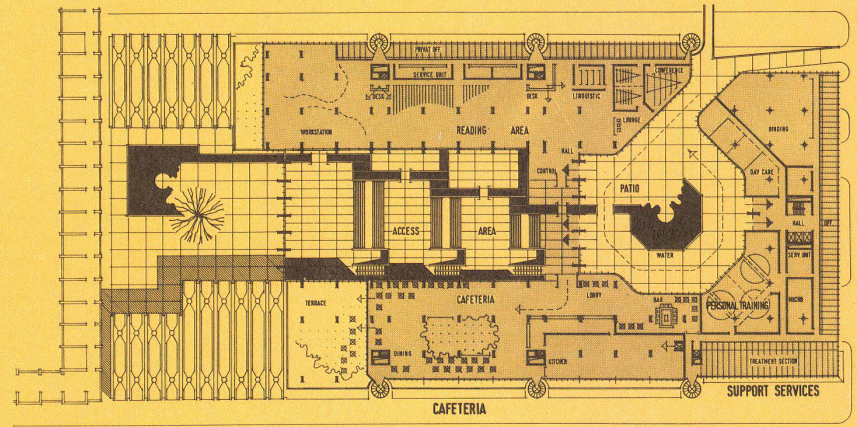 PRIVAT OFF
SERVICE UNIT
CONFERENCE
DESK
DESK
LINGUISTIC
LOUNGE
WORKSTATION
READING AREA
BINDING
HALL
CONTROL
DAY CARE
PATIO
ACCESS AREA
HALL
OFF
WATER
SERV UNIT
CAFETERIA
LOBBY
TERRACE
BAR
PERSONAL TRAINING
MICRO
DINING
KITCHEN
TREATMENT SECTION
SUPPORT SERVICES
CAFETERIA